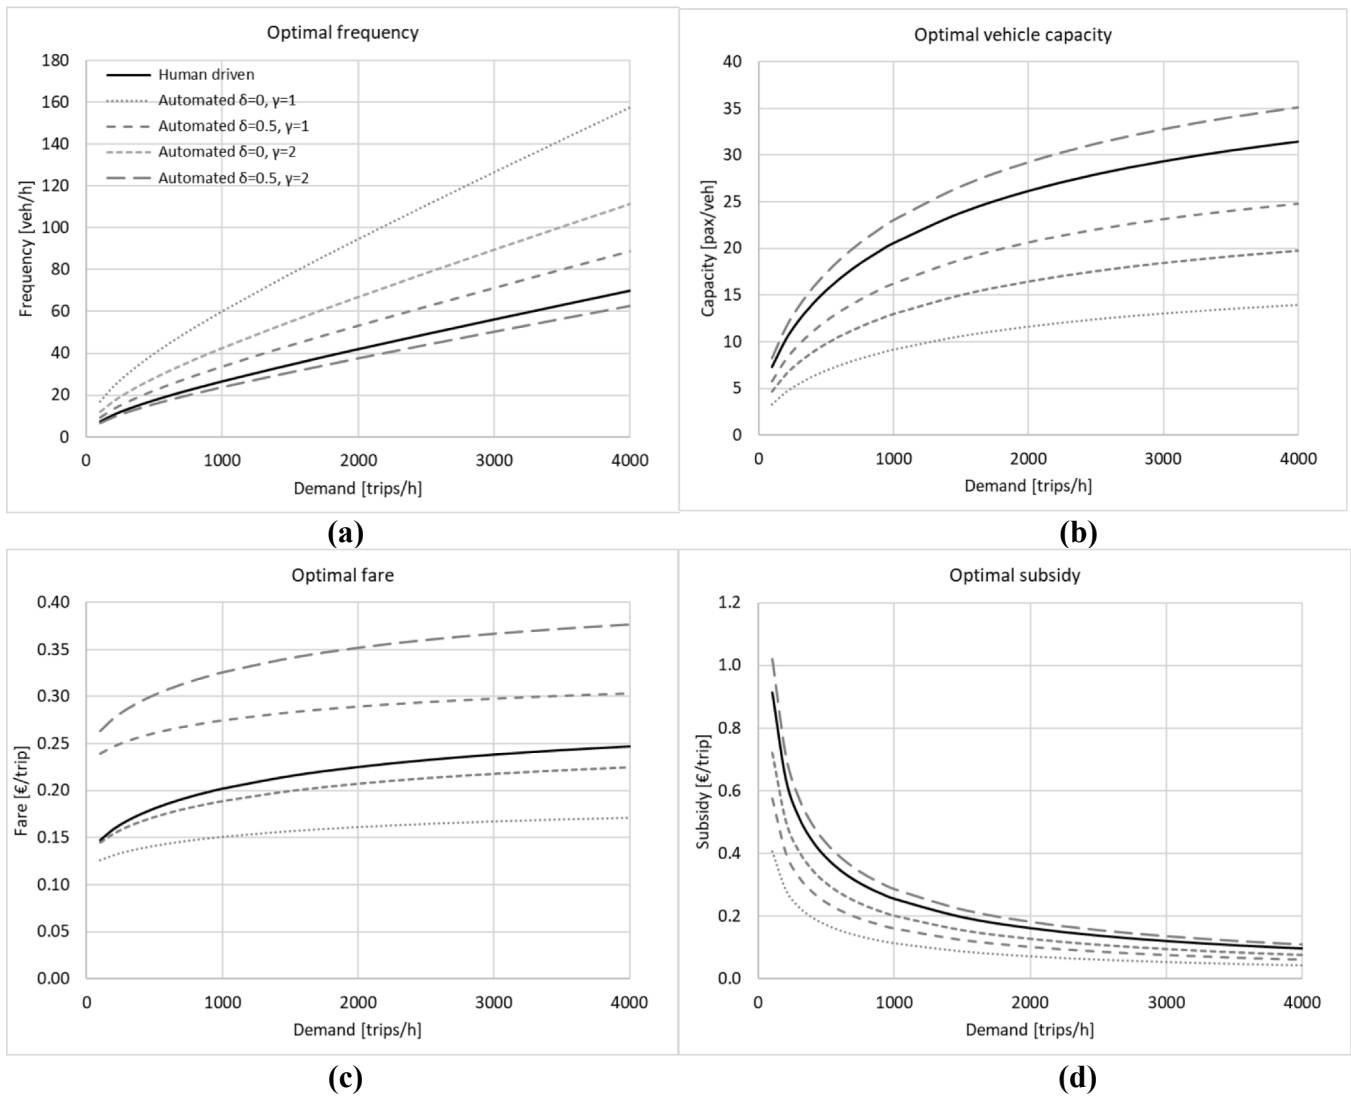 Optimal frequency
180
160
140
120
100
80
60
40
20
0
Frequency [veh/h]
Human driven
Automated δ=0, γ=1
Automated δ=0.5, γ=1
Automated δ=0, γ=2
Automated δ=0.5, γ=2
0 1000 2000 3000 4000
Demand [trips/h]
(a)
Optimal vehicle capacity
40
35
30
25
20
15
10
5
0
Capacity [pax/veh]
0 1000 2000 3000 4000
Demand [trips/h]
(b)
Optimal fare
0.40
0.35
0.30
0.25
0.20
0.15
0.10
0.05
0.00
Fare [€/trip]
0 1000 2000 3000 4000
Demand [trips/h]
(c)
Optimal subsidy
1.2
1.0
0.8
0.6
0.4
0.2
0.0
Subsidy [€/trip]
0 1000 2000 3000 4000
Demand [trips/h]
(d)